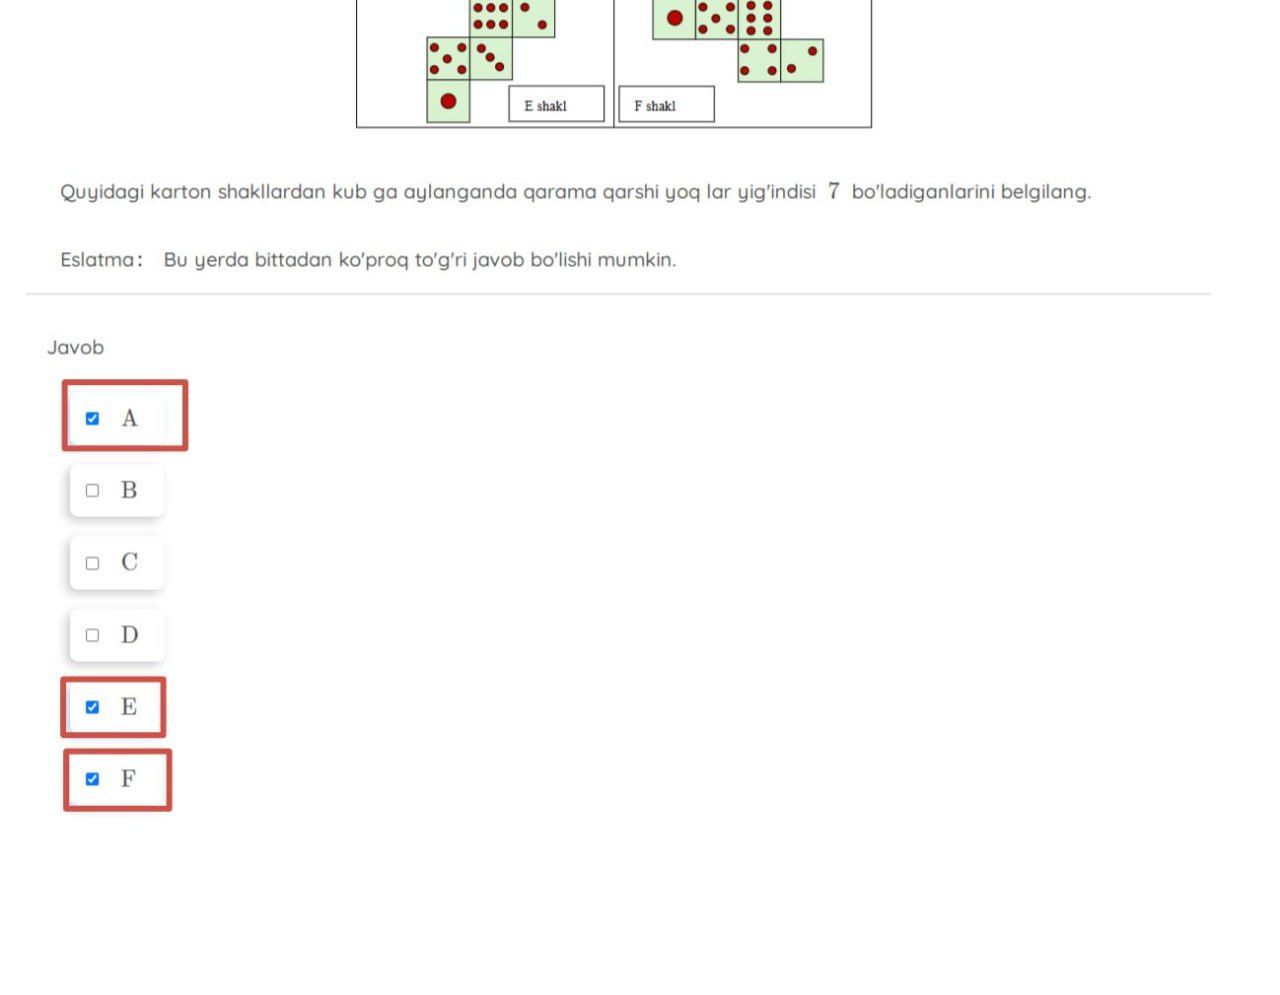 E shakl
F shakl
Quyidagi karton shakllardan kub ga aylanganda qarama qarshi yoq lar yig'indisi 7 bo'ladiganlarini belgilang.
Eslatma: Bu yerda bittadan ko'proq to'g'ri javob bo'lishi mumkin.
Javob
A
B
C
D
E
F